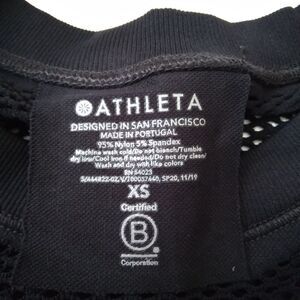 ATHLETA
DESIGNED IN SAN FRANCISCO
MADE IN PORTUGAL
95% Nylon 5% Spandex
Machine wash cold/Do not bleach/Tumble
dry low/Cool iron if needed/Do not dry clean/
Wash and dry with like colors
RN 54023
SP20, 11/19
XS
Certified
B
Corporation